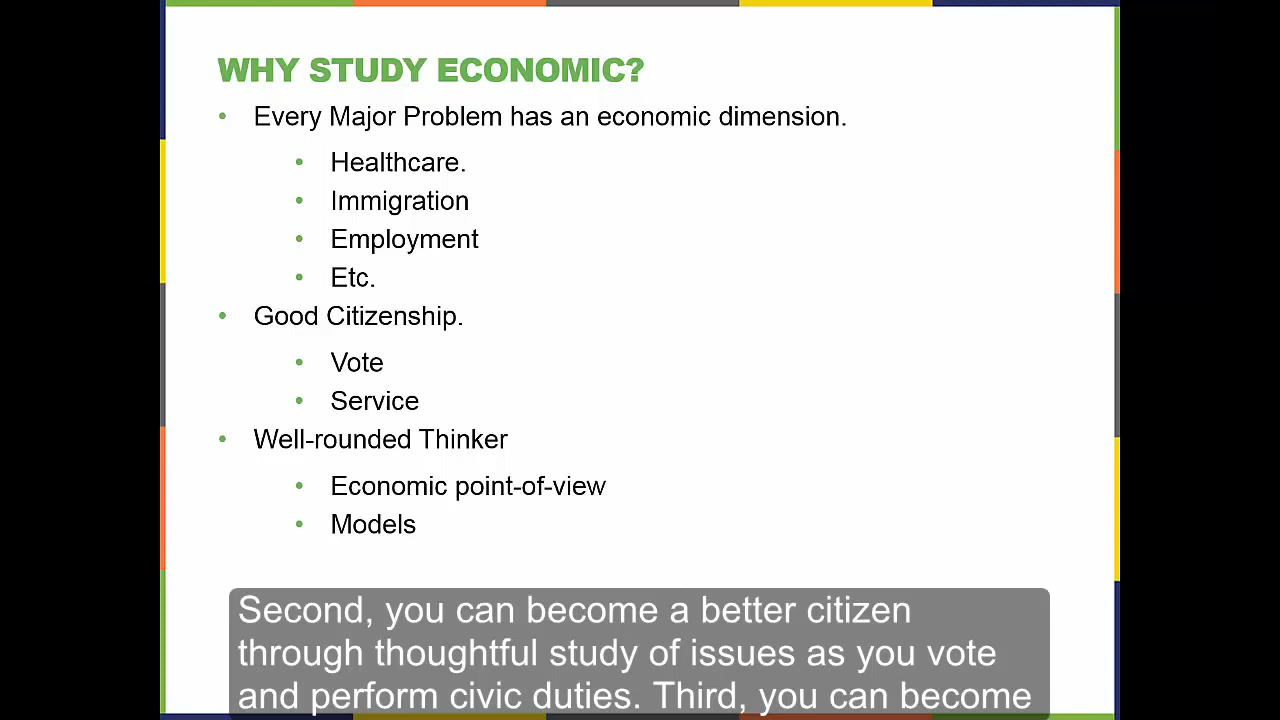 WHY STUDY ECONOMIC?
• Every Major Problem has an economic dimension.
• Healthcare.
• Immigration
• Employment
• Etc.
• Good Citizenship.
• Vote
• Service
• Well-rounded Thinker
• Economic point-of-view
• Models
Second, you can become a better citizen
through thoughtful study of issues as you vote
and perform civic duties. Third, you can become